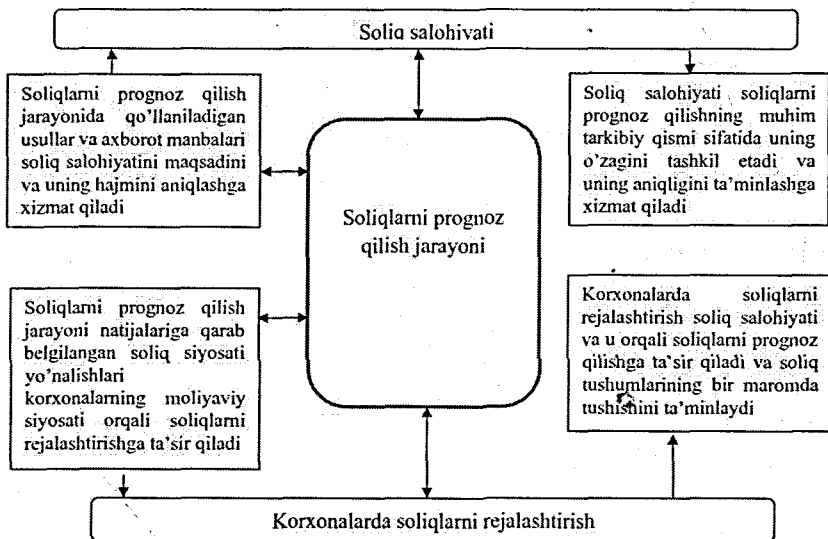 Soliq salohiyati
Soliqlarni prognoz qilish
jarayonida qo'llaniladigan
usullar va axborot manbalari
soliq salohiyatini maqsadini
va uning hajmini aniqlashga
xizmat qiladi
Soliq salohiyati soliqlarni
prognoz qilishning muhim
tarkibiy qismi sifatida uning
o'zagini tashkil etadi va
uning aniqligini ta'minlashga
xizmat qiladi
Soliqlarni prognoz
qilish jarayoni
Soliqlarni prognoz qilish
jarayoni natijalariga qarab
belgilangan soliq siyosati
yo'nalishlari
korxonalarning moliyaviy
siyosati orqali soliqlarni
rejalashtirishga ta'sir qiladi
Korxonalarda soliqlarni
rejalashtirish soliq salohiyati
va u orqali soliqlarni prognoz
qilishga ta'sir qiladi va soliq
tushumlarining bir maromda
tushishini ta'minlaydi
Korxonalarda soliqlarni rejalashtirish